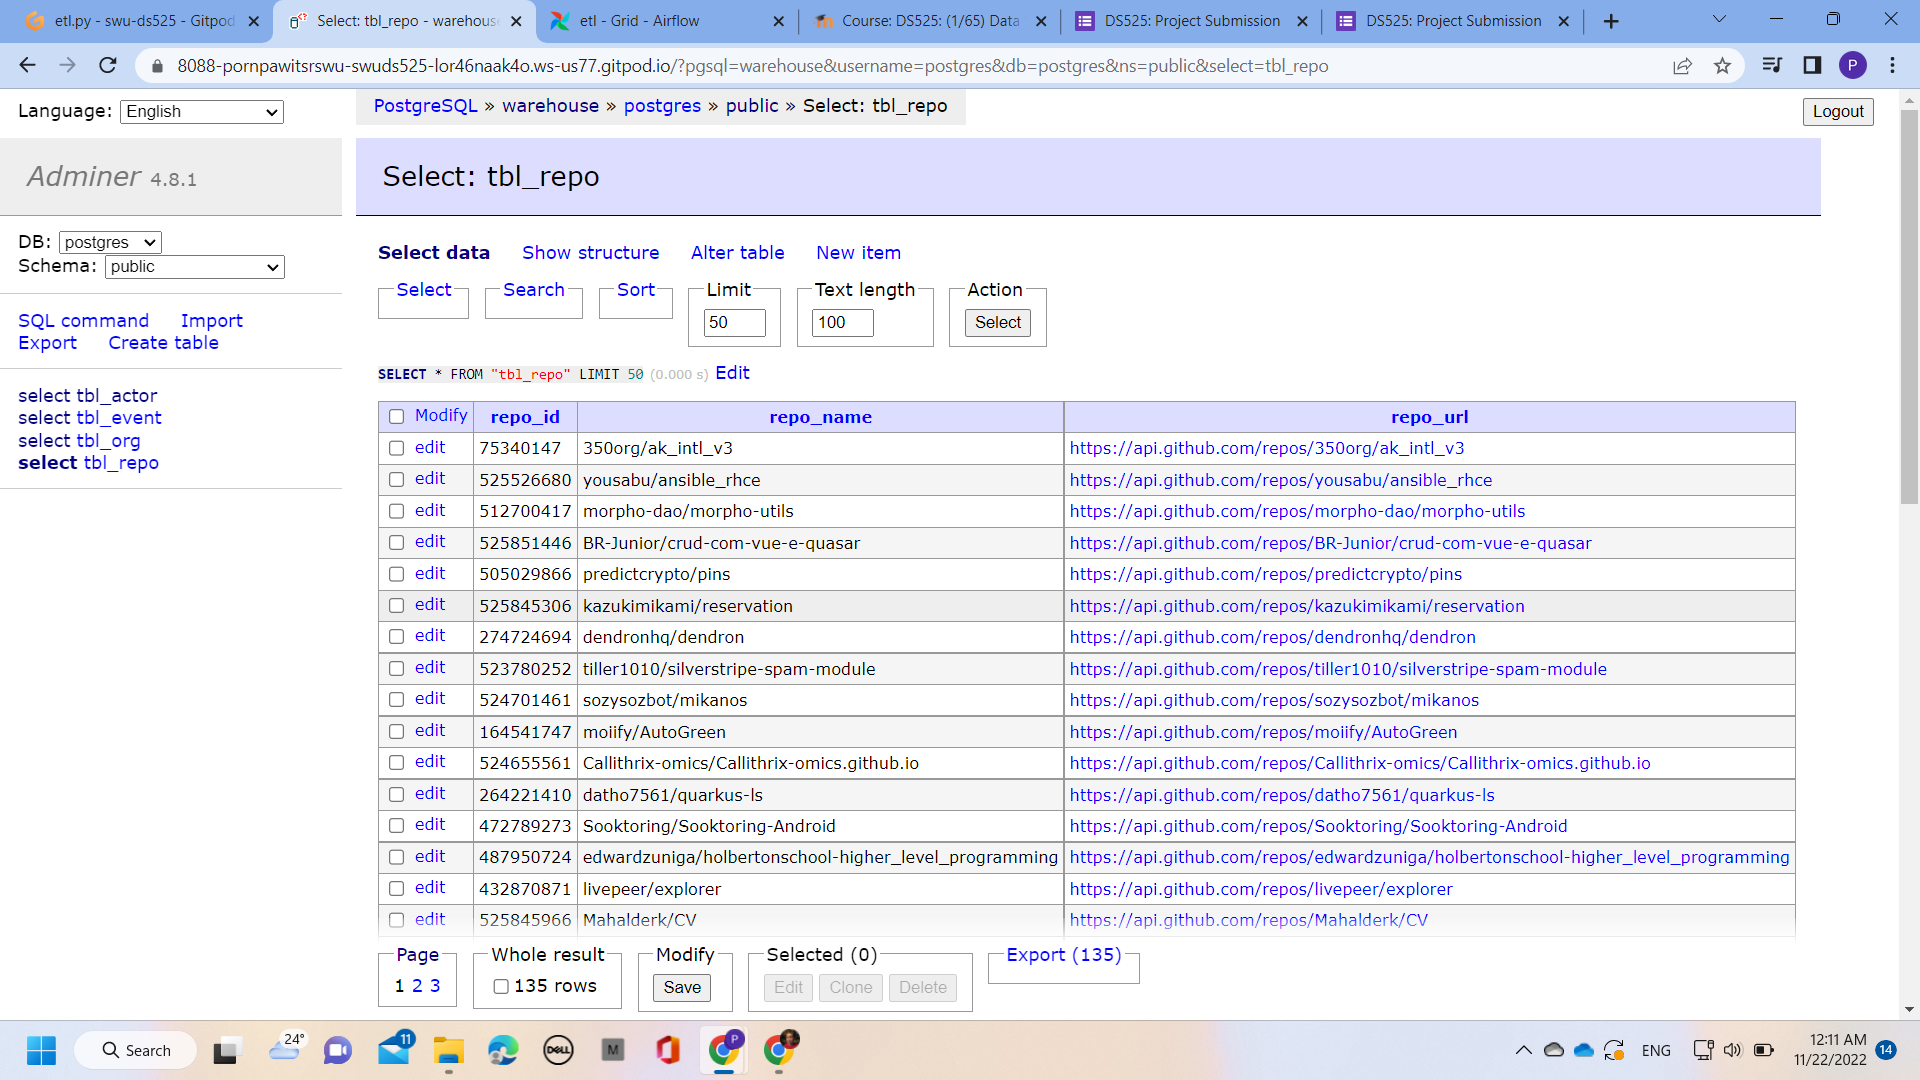 etl.py - swu-ds525 - Gitpod
Select: tbl_repo - warehouse
etl - Grid - Airflow
Course: DS525: (1/65) Data
DS525: Project Submission
DS525: Project Submission
8088-pornpawitsrswu-swuds525-lor46naak4o.ws-us77.gitpod.io/?pgsql=warehouse&username=postgres&db=postgres&ns=public&select=tbl_repo
P
Language: English
PostgreSQL » warehouse » postgres » public » Select: tbl_repo
Logout
Adminer 4.8.1
Select: tbl_repo
DB: postgres
Schema: public
Select data Show structure Alter table New item
Select Search Sort Limit Text length Action
50 100 Select
SQL command Import
Export Create table
SELECT * FROM "tbl_repo" LIMIT 50 (0.000 s) Edit
select tbl_actor
select tbl_event
select tbl_org
select tbl_repo
Modify repo_id repo_name repo_url
edit 75340147 350org/ak_intl_v3 https://api.github.com/repos/350org/ak_intl_v3
edit 525526680 yousabu/ansible_rhce https://api.github.com/repos/yousabu/ansible_rhce
edit 512700417 morpho-dao/morpho-utils https://api.github.com/repos/morpho-dao/morpho-utils
edit 525851446 BR-Junior/crud-com-vue-e-quasar https://api.github.com/repos/BR-Junior/crud-com-vue-e-quasar
edit 505029866 predictcrypto/pins https://api.github.com/repos/predictcrypto/pins
edit 525845306 kazukimikami/reservation https://api.github.com/repos/kazukimikami/reservation
edit 274724694 dendronhq/dendron https://api.github.com/repos/dendronhq/dendron
edit 523780252 tiller1010/silverstripe-spam-module https://api.github.com/repos/tiller1010/silverstripe-spam-module
edit 524701461 sozysozbot/mikanos https://api.github.com/repos/sozysozbot/mikanos
edit 164541747 moiify/AutoGreen https://api.github.com/repos/moiify/AutoGreen
edit 524655561 Callithrix-omics/Callithrix-omics.github.io https://api.github.com/repos/Callithrix-omics/Callithrix-omics.github.io
edit 264221410 datho7561/quarkus-ls https://api.github.com/repos/datho7561/quarkus-ls
edit 472789273 Sooktoring/Sooktoring-Android https://api.github.com/repos/Sooktoring/Sooktoring-Android
edit 487950724 edwardzuniga/holbertonschool-higher_level_programming https://api.github.com/repos/edwardzuniga/holbertonschool-higher_level_programming
edit 432870871 livepeer/explorer https://api.github.com/repos/livepeer/explorer
edit 525845966 Mahalderk/CV https://api.github.com/repos/Mahalderk/CV
Page Whole result Modify Selected (0) Export (135)
1 2 3 135 rows Save Edit Clone Delete
Search
24°
11
DELL
M
P
ENG
12:11 AM
11/22/2022
14